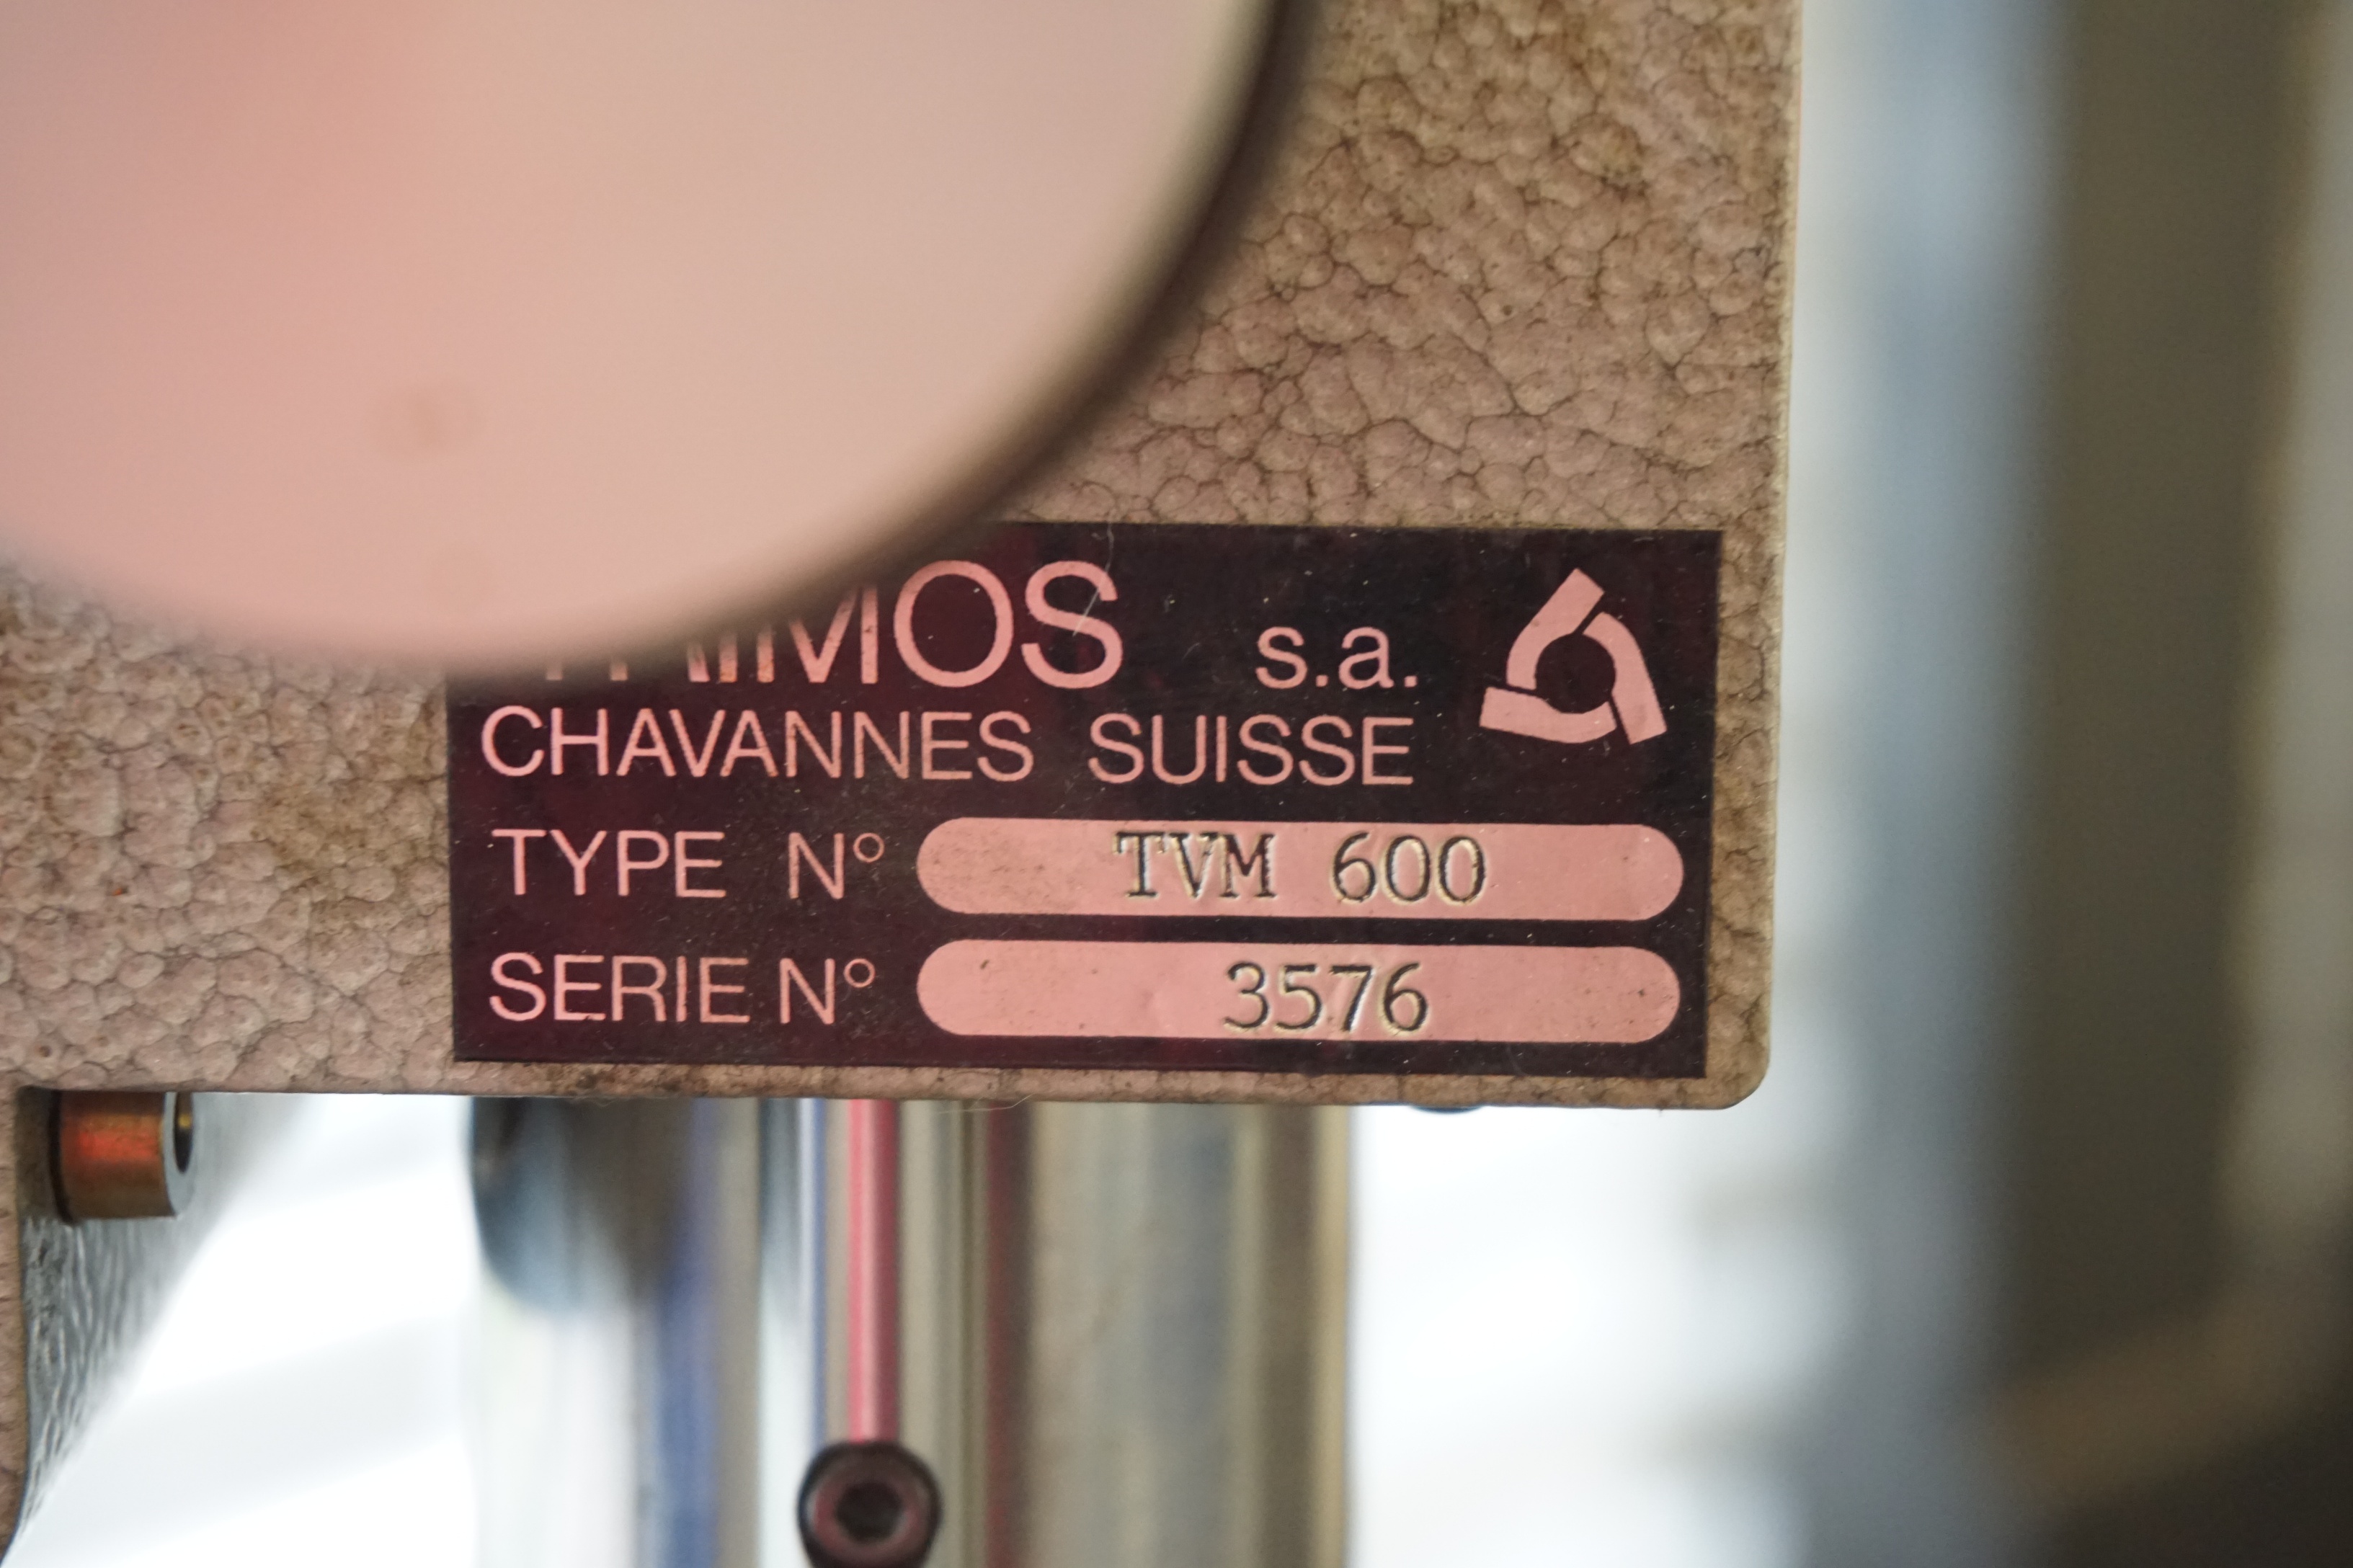 s.a.
CHAVANNES SUISSE
TYPE N° TVM 600
SERIE N° 3576